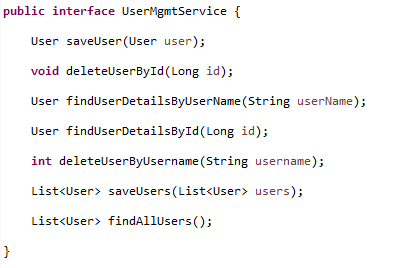 public interface UserMgmtService {
User saveUser(User user);
void deleteUserById(Long id);
User findUserDetailsByUserName(String userName);
User findUserDetailsById(Long id);
int deleteUserByUsername(String username);
List<User> saveUsers(List<User> users);
List<User> findAllUsers();
}